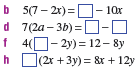 b 5(7 − 2x) = □ − 10x
d 7(2a − 3b) = □ − □
f 4(□ − 2y) = 12 − 8y
h □(2x + 3y) = 8x + 12y